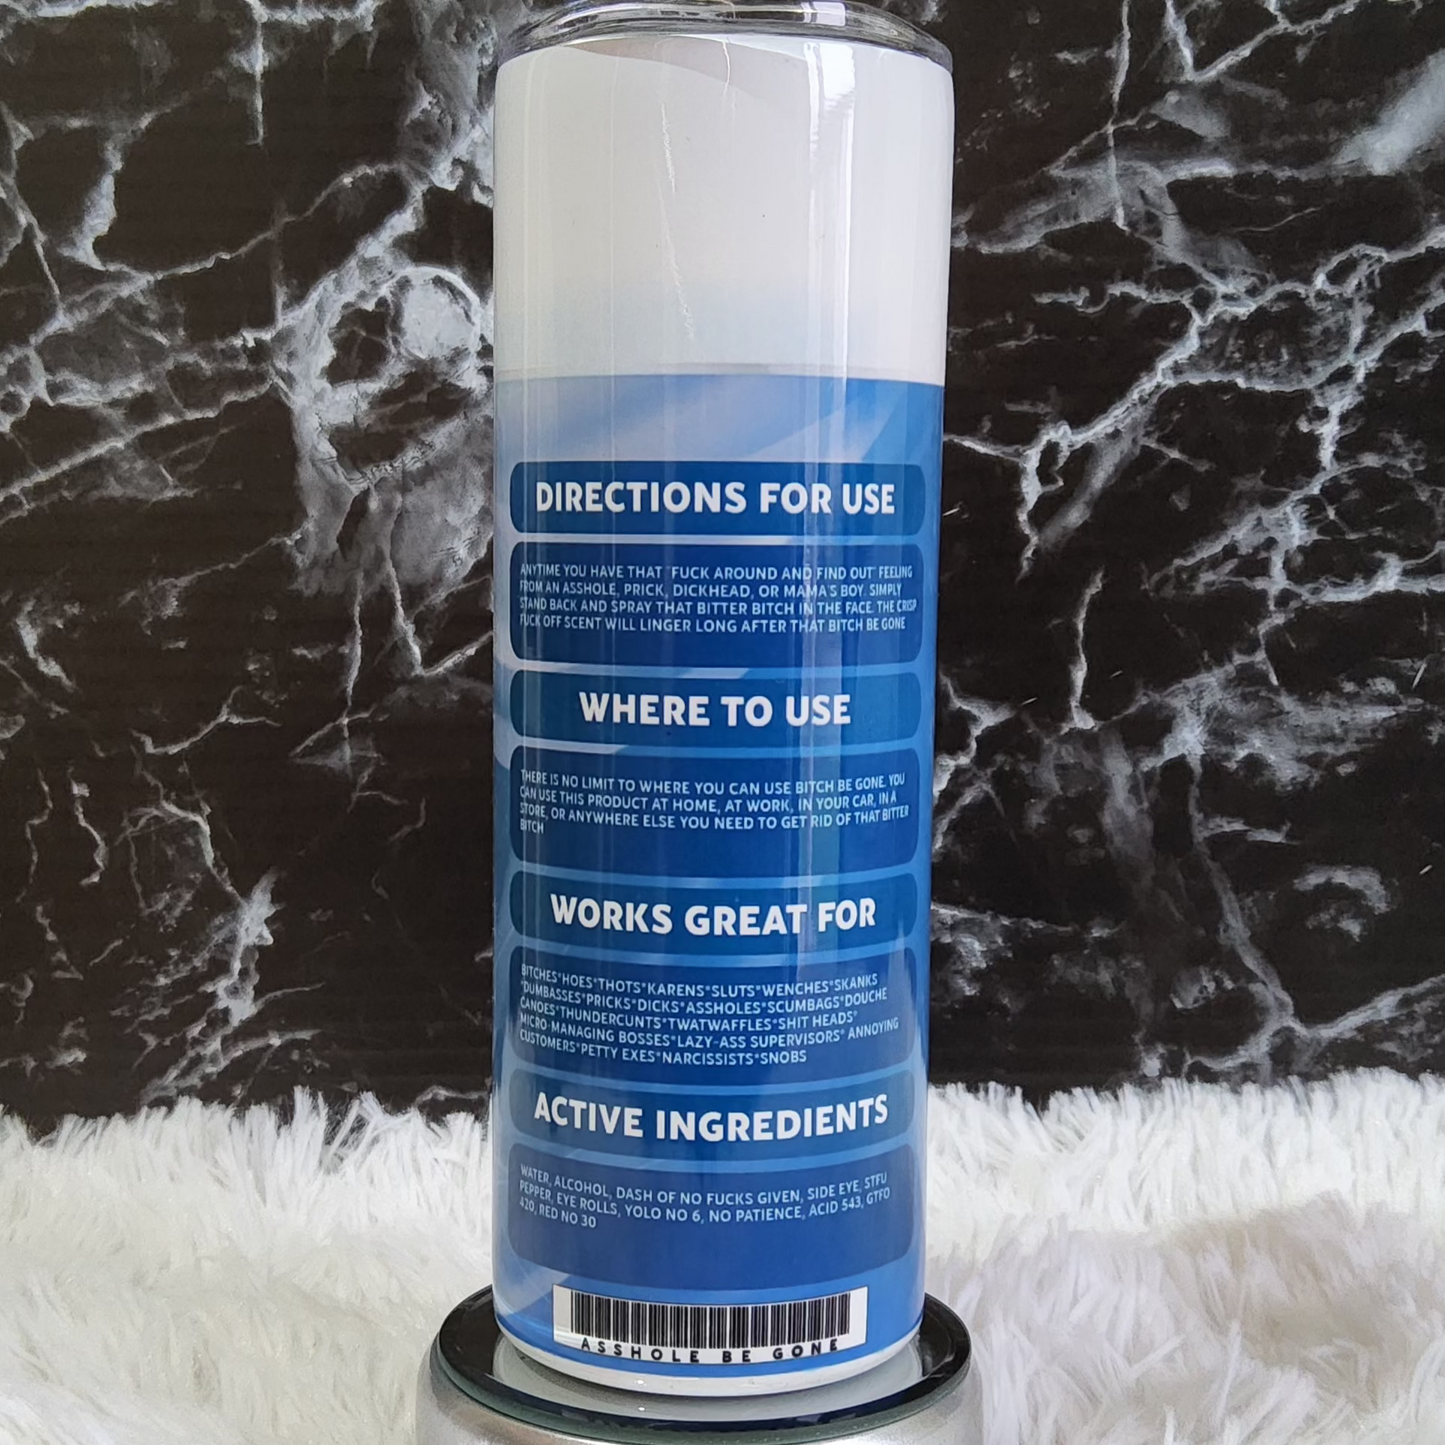 DIRECTIONS FOR USE
ANYTIME YOU HAVE THAT "FUCK AROUND AND FIND OUT" FEELING
FROM AN ASSHOLE, PRICK, DICKHEAD, OR MAMA'S BOY. SIMPLY
STAND BACK AND SPRAY THAT BITTER BITCH IN THE FACE. THE CRISP
FUCK OFF SCENT WILL LINGER LONG AFTER THAT BITCH BE GONE
WHERE TO USE
THERE IS NO LIMIT TO WHERE YOU CAN USE BITCH BE GONE. YOU
CAN USE THIS PRODUCT AT HOME, AT WORK, IN YOUR CAR, IN A
STORE, OR ANYWHERE ELSE YOU NEED TO GET RID OF THAT BITTER
BITCH
WORKS GREAT FOR
BITCHES*HOES*THOTS*KARENS*SLUTS*WENCHES*SKANKS
*DUMBASSES*PRICKS*DICKS*ASSHOLES*SCUMBAGS*DOUCHE
CANOES*THUNDERCUNTS*TWATWAFFLES*SHIT HEADS*
MICRO-MANAGING BOSSES*LAZY-ASS SUPERVISORS* ANNOYING
CUSTOMERS*PETTY EXES*NARCISSISTS*SNOBS
ACTIVE INGREDIENTS
WATER, ALCOHOL, DASH OF NO FUCKS GIVEN, SIDE EYE, STFU
PEPPER, EYE ROLLS, YOLO NO 6, NO PATIENCE, ACID 543, GTFO
420, RED NO 30
ASSHOLE BE GONE